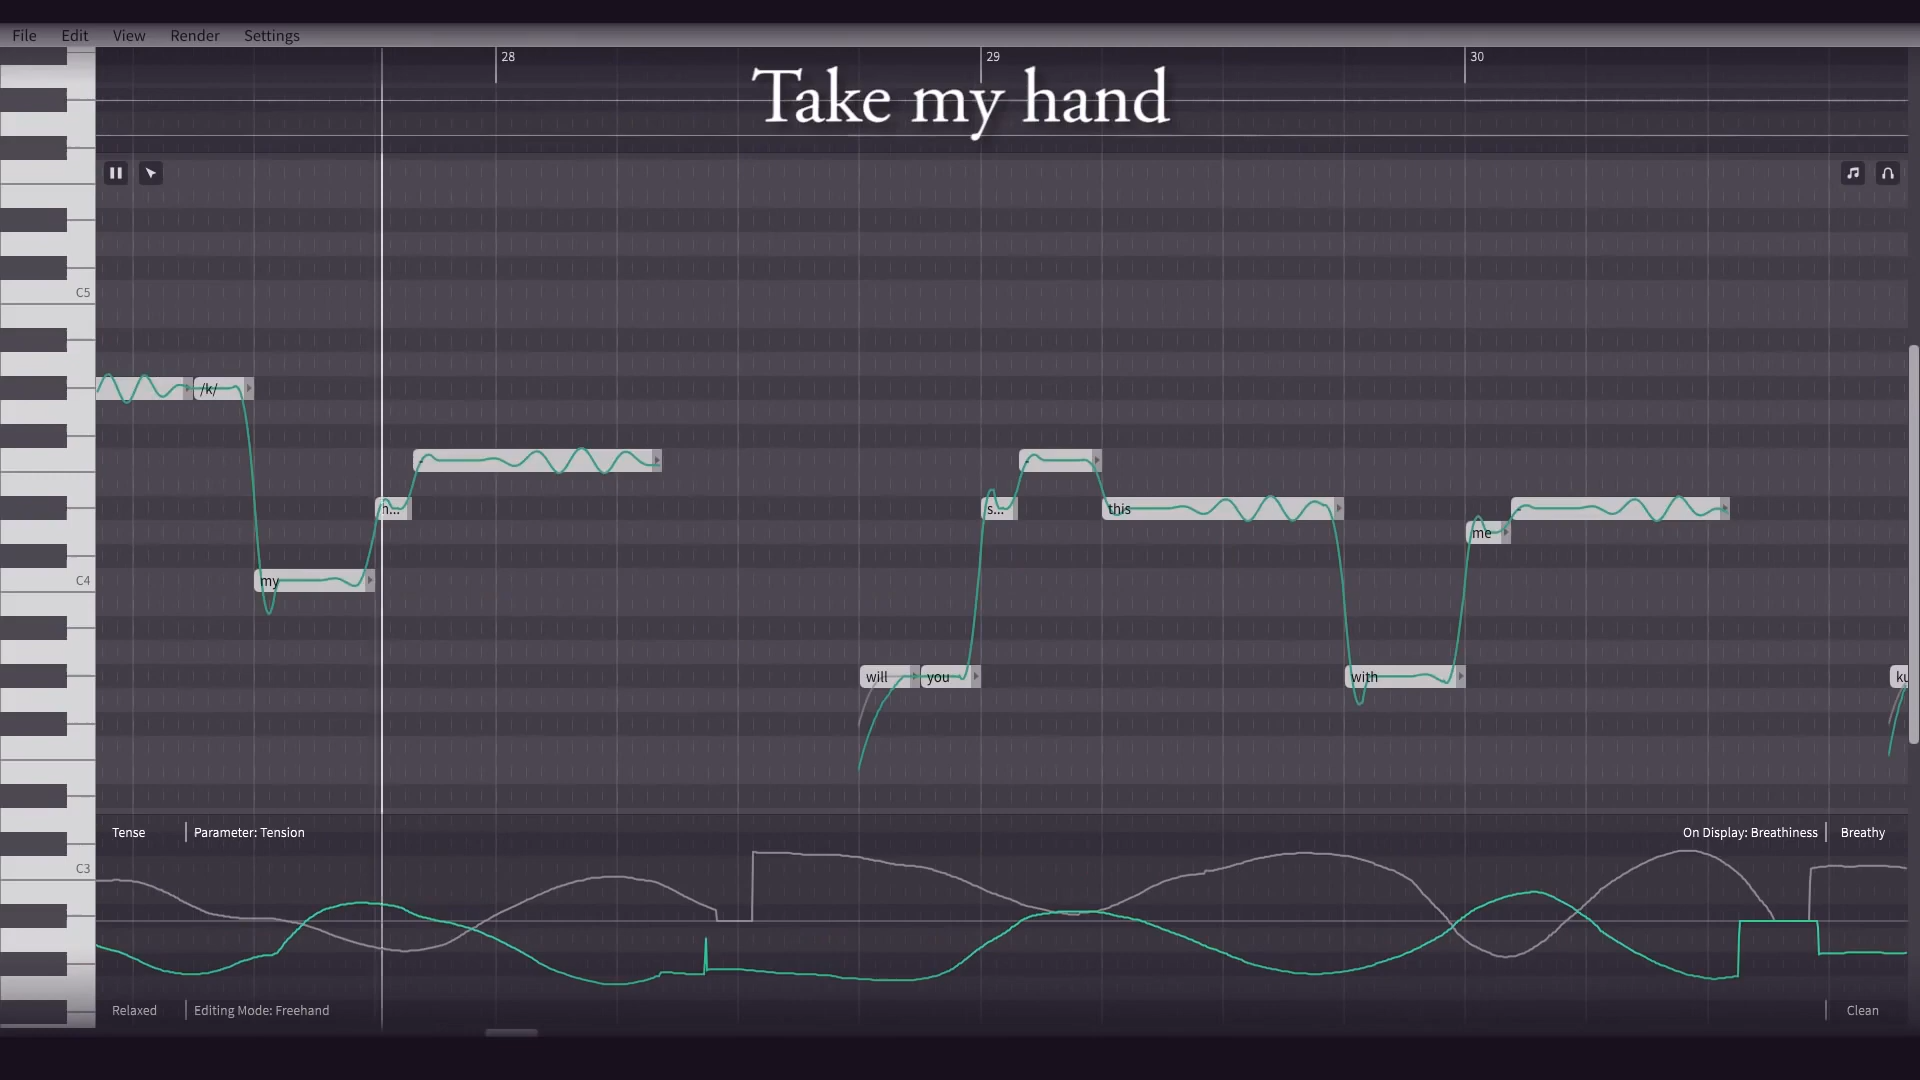 File Edit View Render Settings
28 29 30
Take my hand
C5
/k/
h...
s...
this
me
C4
my
will you
with
ku
Tense Parameter: Tension
On Display: Breathiness Breathy
C3
Relaxed Editing Mode: Freehand
Clean